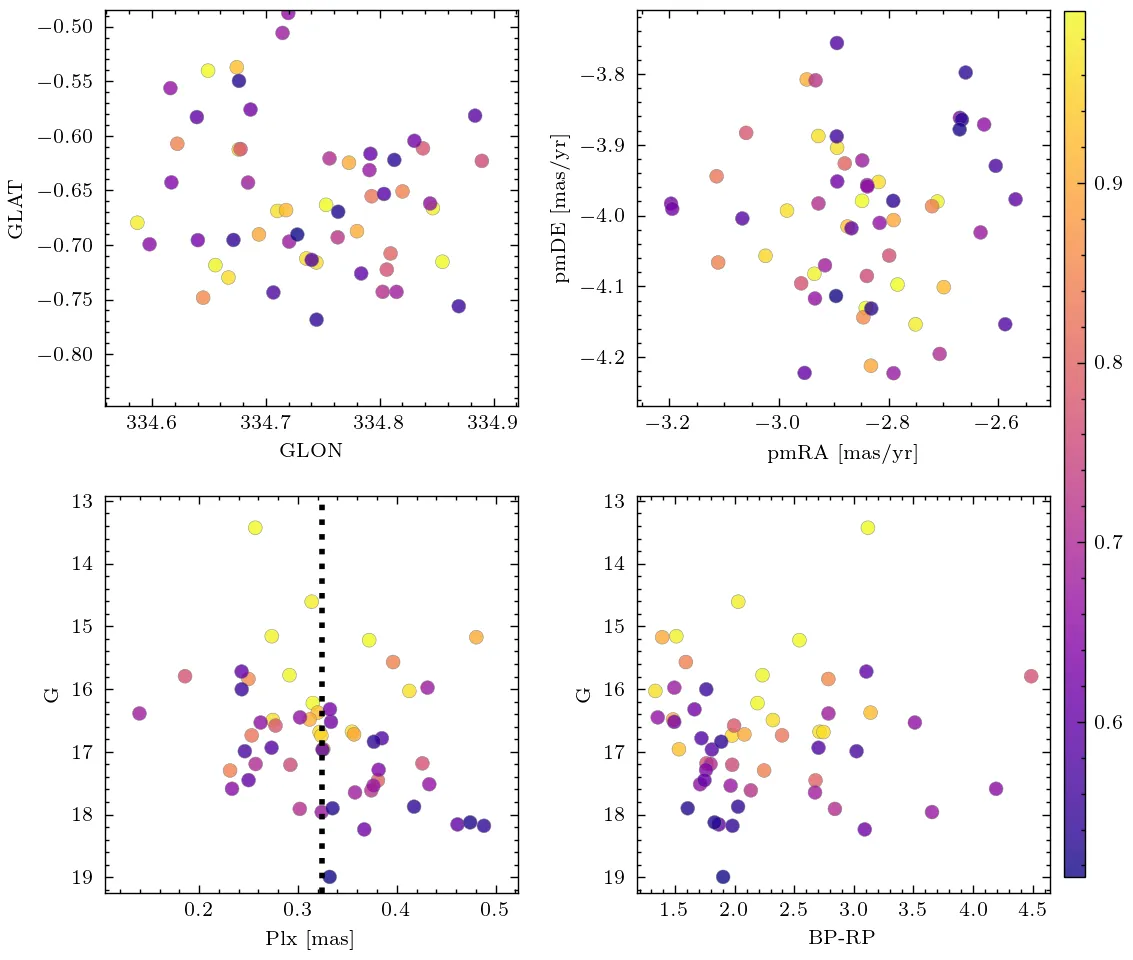 −0.50
−0.55
−0.60
−0.65
−0.70
−0.75
−0.80
GLAT
334.6 334.7 334.8 334.9
GLON
−3.8
−3.9
−4.0
−4.1
−4.2
pmDE [mas/yr]
−3.2 −3.0 −2.8 −2.6
pmRA [mas/yr]
13
14
15
16
17
18
19
G
0.2 0.3 0.4 0.5
Plx [mas]
13
14
15
16
17
18
19
G
1.5 2.0 2.5 3.0 3.5 4.0 4.5
BP-RP
0.9
0.8
0.7
0.6